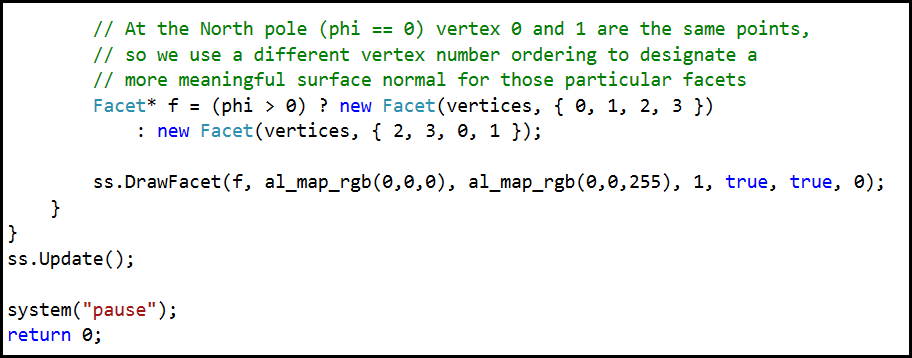 // At the North pole (phi == 0) vertex 0 and 1 are the same points,
// so we use a different vertex number ordering to designate a
// more meaningful surface normal for those particular facets
Facet* f = (phi > 0) ? new Facet(vertices, { 0, 1, 2, 3 })
: new Facet(vertices, { 2, 3, 0, 1 });
ss.DrawFacet(f, al_map_rgb(0,0,0), al_map_rgb(0,0,255), 1, true, true, 0);
}
}
ss.Update();
system("pause");
return 0;